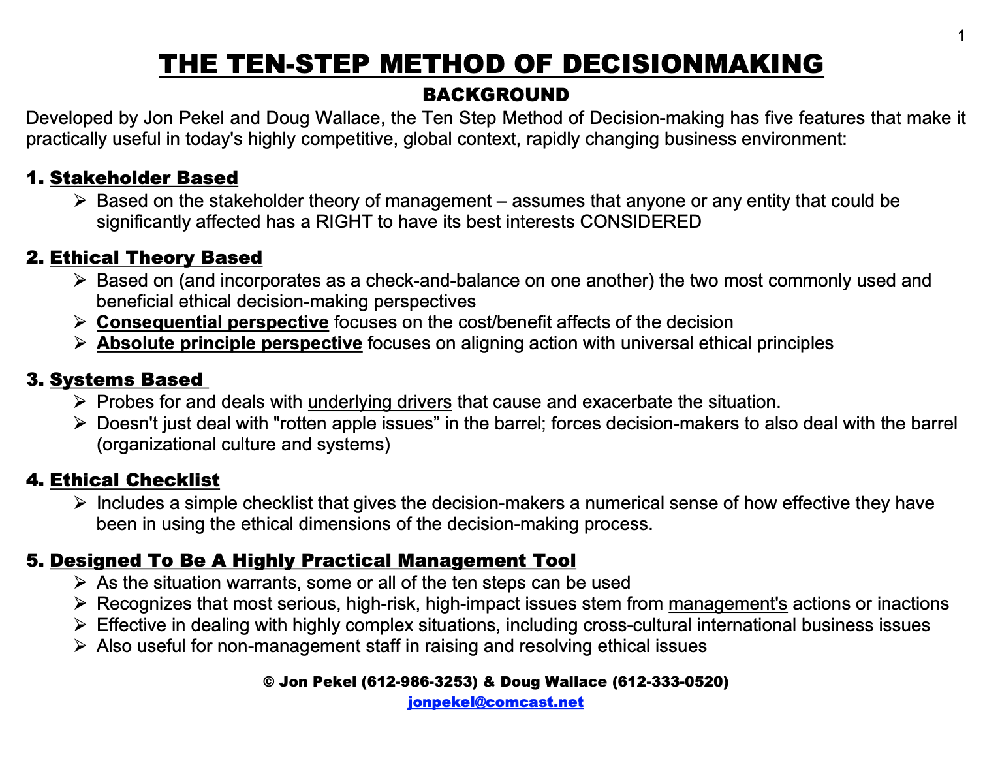 1
THE TEN-STEP METHOD OF DECISIONMAKING
BACKGROUND
Developed by Jon Pekel and Doug Wallace, the Ten Step Method of Decision-making has five features that make it
practically useful in today's highly competitive, global context, rapidly changing business environment:
1. Stakeholder Based
➢ Based on the stakeholder theory of management – assumes that anyone or any entity that could be
significantly affected has a RIGHT to have its best interests CONSIDERED
2. Ethical Theory Based
➢ Based on (and incorporates as a check-and-balance on one another) the two most commonly used and
beneficial ethical decision-making perspectives
➢ Consequential perspective focuses on the cost/benefit affects of the decision
➢ Absolute principle perspective focuses on aligning action with universal ethical principles
3. Systems Based
➢ Probes for and deals with underlying drivers that cause and exacerbate the situation.
➢ Doesn't just deal with "rotten apple issues” in the barrel; forces decision-makers to also deal with the barrel
(organizational culture and systems)
4. Ethical Checklist
➢ Includes a simple checklist that gives the decision-makers a numerical sense of how effective they have
been in using the ethical dimensions of the decision-making process.
5. Designed To Be A Highly Practical Management Tool
➢ As the situation warrants, some or all of the ten steps can be used
➢ Recognizes that most serious, high-risk, high-impact issues stem from management's actions or inactions
➢ Effective in dealing with highly complex situations, including cross-cultural international business issues
➢ Also useful for non-management staff in raising and resolving ethical issues
© Jon Pekel (612-986-3253) & Doug Wallace (612-333-0520)
jonpekel@comcast.net